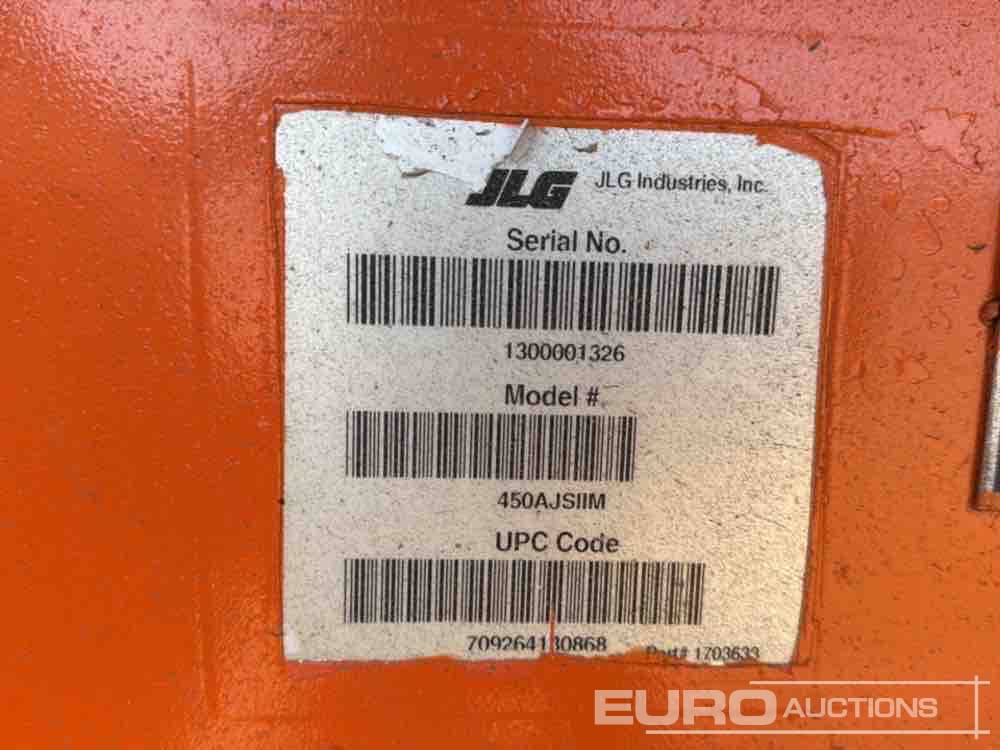 JLG JLG Industries, Inc.
Serial No.
1300001326
Model #
450AJSIIM
UPC Code
709264130868 Part# 1703633
EURO AUCTIONS